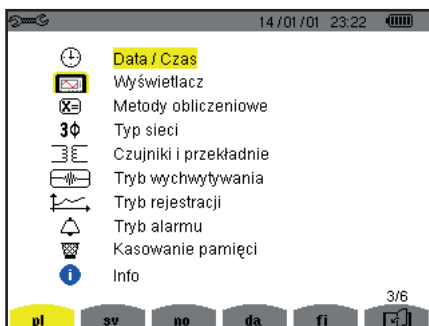 14/01/01 23:22
Data / Czas
Wyświetlacz
X= Metody obliczeniowe
3Φ Typ sieci
Czujniki i przekładnie
Tryb wychwytywania
Tryb rejestracji
Tryb alarmu
Kasowanie pamięci
i Info
3/6
pl sv no da fi